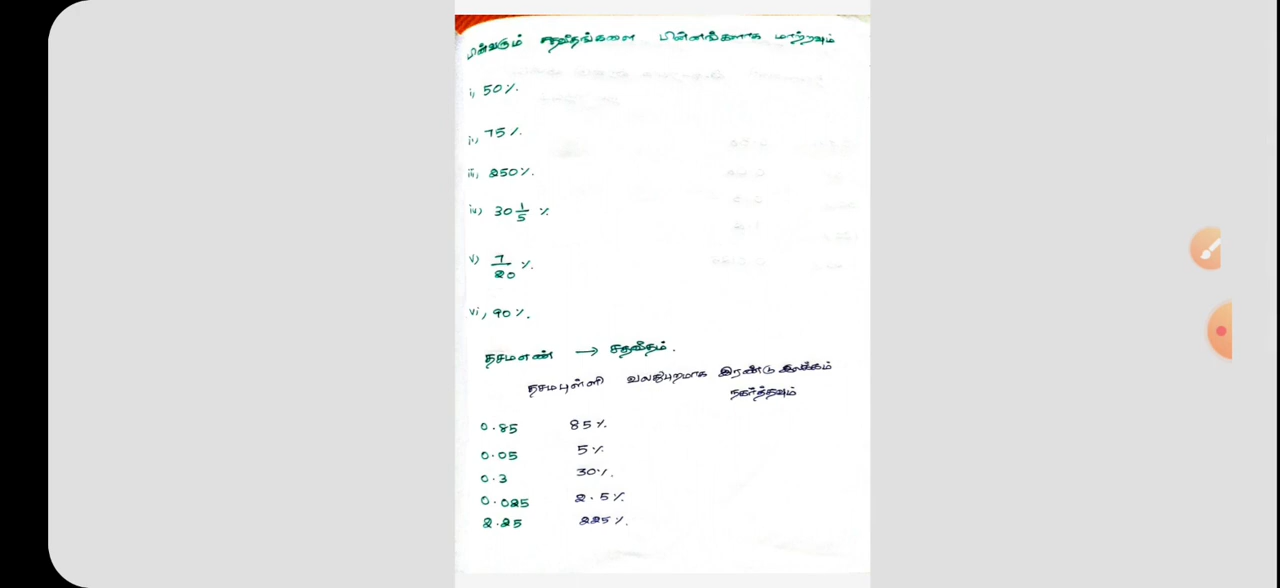 பின்வரும் சதவீதங்களை பின்னங்களாக மாற்றவும்
i, 50%.
ii, 75%.
iii, 250%.
iv) 30 1/5 %
v) 7/20 %.
vi, 90%.
தசமஎண் → சதவீதம்.
தசமபுள்ளி வலதுபுறமாக இரண்டு இலக்கம்
நகர்த்தவும்
0.85 85%.
0.05 5%.
0.3 30%.
0.025 2.5%
2.25 225%.